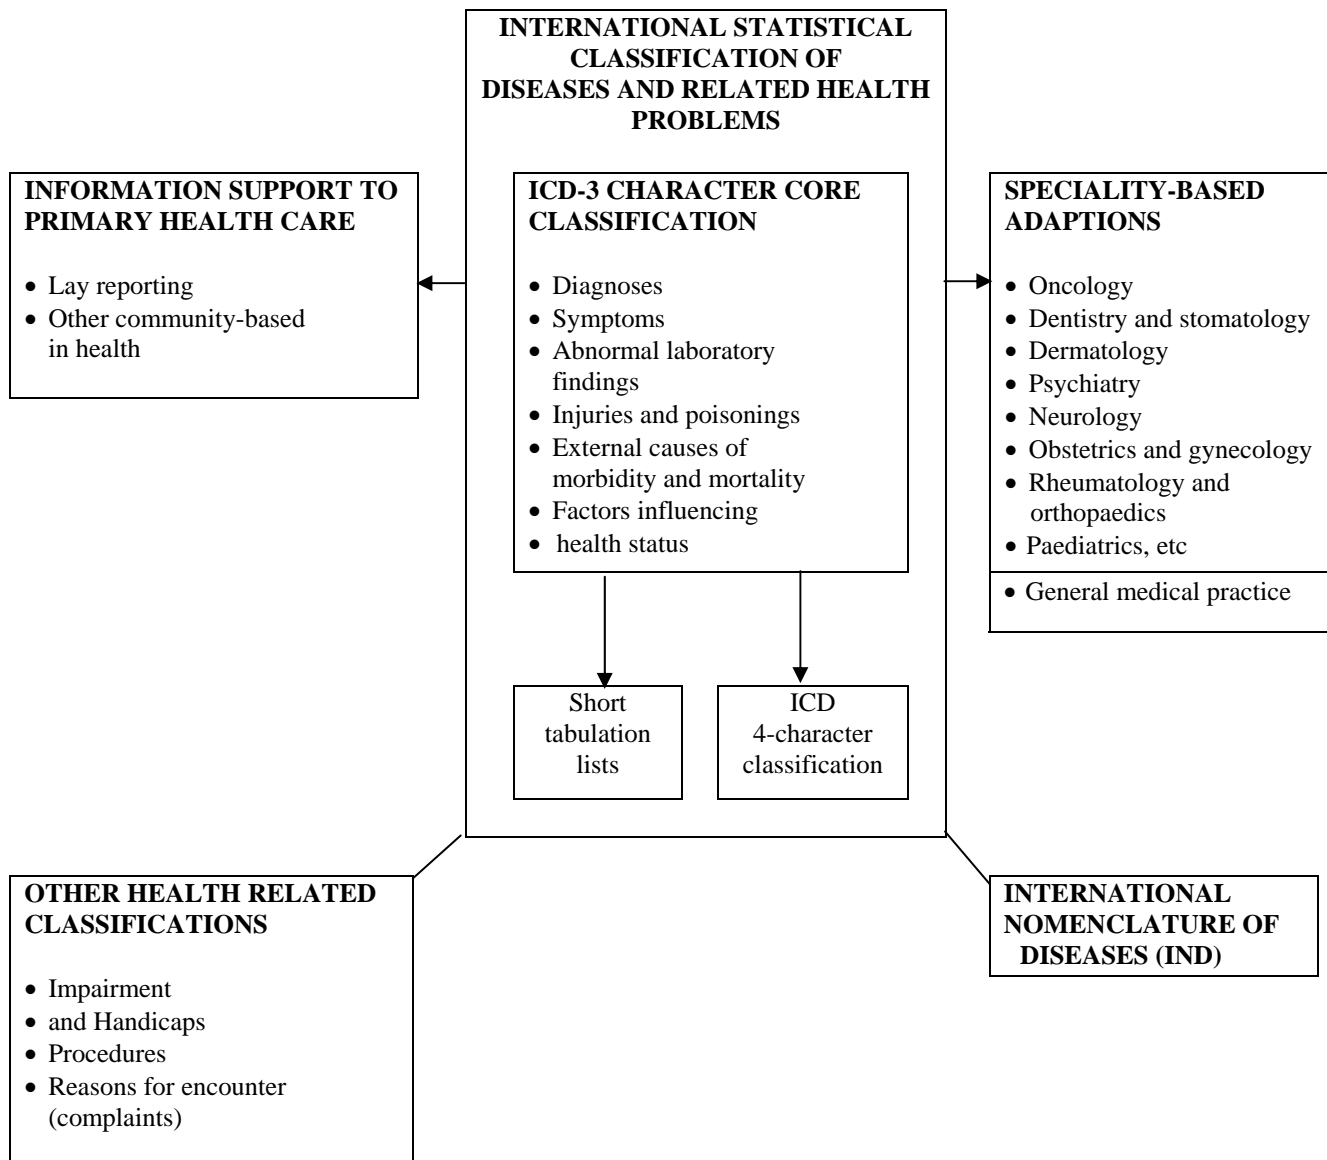 INTERNATIONAL STATISTICAL
CLASSIFICATION OF
DISEASES AND RELATED HEALTH
PROBLEMS
INFORMATION SUPPORT TO
PRIMARY HEALTH CARE
• Lay reporting
• Other community-based
in health
ICD-3 CHARACTER CORE
CLASSIFICATION
• Diagnoses
• Symptoms
• Abnormal laboratory
findings
• Injuries and poisonings
• External causes of
morbidity and mortality
• Factors influencing
• health status
SPECIALITY-BASED
ADAPTIONS
• Oncology
• Dentistry and stomatology
• Dermatology
• Psychiatry
• Neurology
• Obstetrics and gynecology
• Rheumatology and
orthopaedics
• Paediatrics, etc
• General medical practice
Short
tabulation
lists
ICD
4-character
classification
OTHER HEALTH RELATED
CLASSIFICATIONS
• Impairment
• and Handicaps
• Procedures
• Reasons for encounter
(complaints)
INTERNATIONAL
NOMENCLATURE OF
DISEASES (IND)